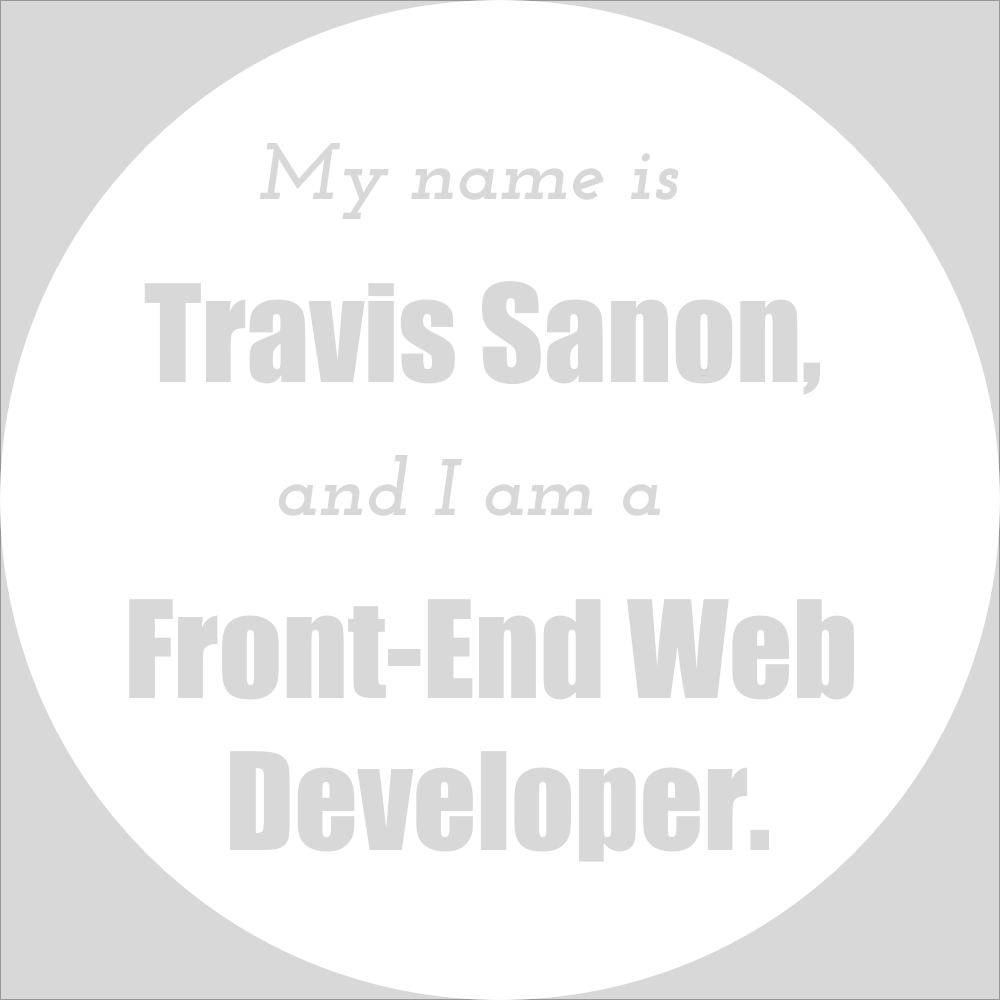 My name is
Travis Sanon,
and I am a
Front-End Web
Developer.